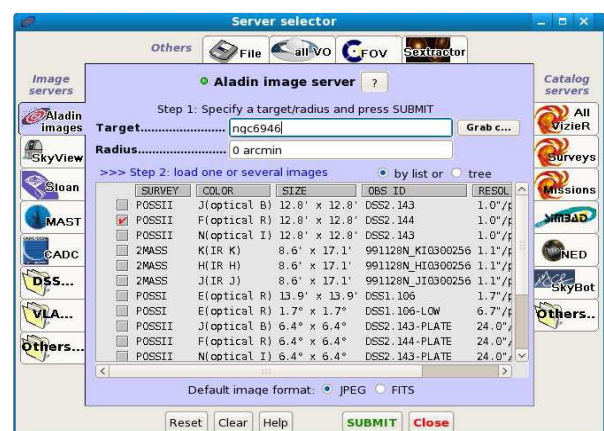 Server selector
Others File all VO FOV Sextractor
Image servers
Catalog servers
Aladin images
SkyView
Sloan
MAST
CADC
DSS...
VLA...
Others...
Aladin image server ?
Step 1: Specify a target/radius and press SUBMIT
Target........................ ngc6946 Grab c...
Radius......................... 0 arcmin
>>> Step 2: load one or several images by list or tree
SURVEY COLOR SIZE OBS ID RESOL
POSSII J(optical B) 12.8' x 12.8' DSS2.143 1.0"/p
POSSII F(optical R) 12.8' x 12.8' DSS2.144 1.0"/p
POSSII N(optical I) 12.8' x 12.8' DSS2.143 1.0"/p
2MASS K(IR K) 8.6' x 17.1' 991128N_KI0300256 1.1"/p
2MASS H(IR H) 8.6' x 17.1' 991128N_HI0300256 1.1"/p
2MASS J(IR J) 8.6' x 17.1' 991128N_JI0300256 1.1"/p
POSSI E(optical R) 13.9' x 13.9' DSS1.106 1.7"/p
POSSI E(optical R) 1.7° x 1.7° DSS1.106-LOW 6.7"/p
POSSII J(optical B) 6.4° x 6.4° DSS2.143-PLATE 24.0"/
POSSII F(optical R) 6.4° x 6.4° DSS2.144-PLATE 24.0"/
POSSII N(optical I) 6.4° x 6.4° DSS2.143-PLATE 24.0"/
Default image format: JPEG FITS
All VizieR
Surveys
Missions
SIMBAD
NED
SkyBot
Others..
Reset Clear Help SUBMIT Close